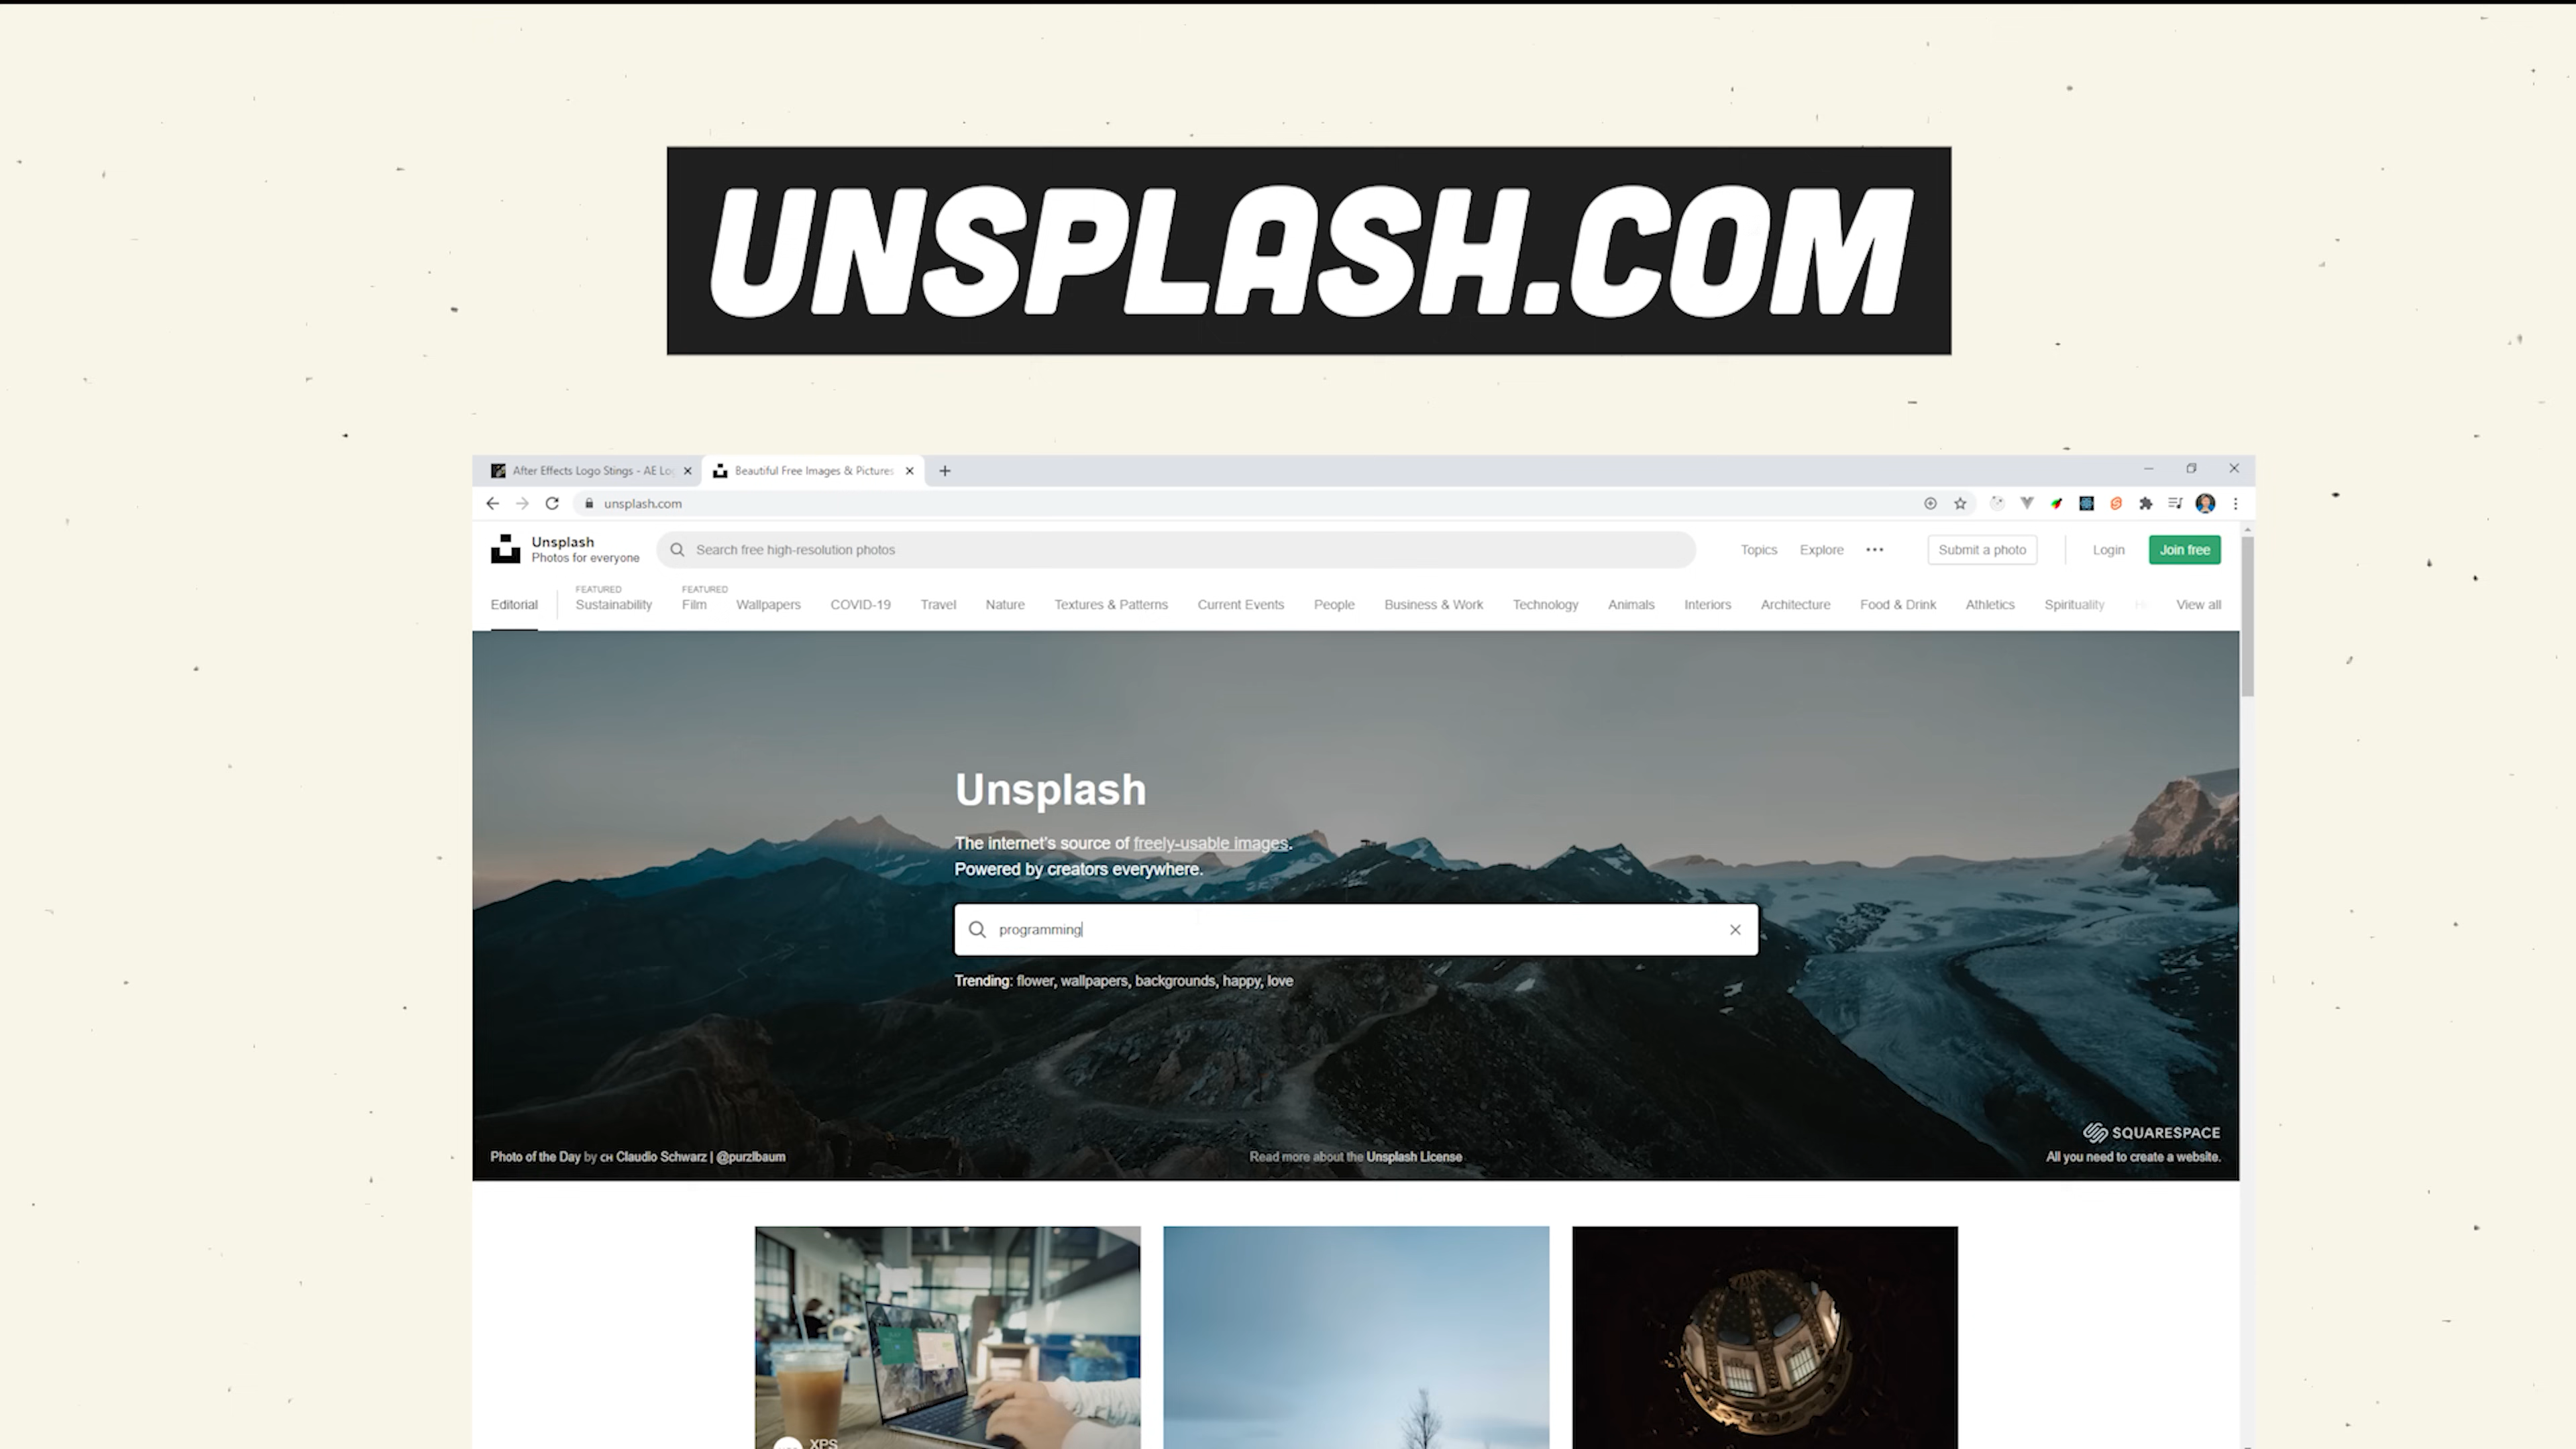 UNSPLASH.COM
After Effects Logo Stings - AE Lo
Beautiful Free Images & Pictures
unsplash.com
Unsplash
Photos for everyone
Search free high-resolution photos
Topics
Explore
Submit a photo
Login
Join free
Editorial
FEATURED
Sustainability
FEATURED
Film
Wallpapers
COVID-19
Travel
Nature
Textures & Patterns
Current Events
People
Business & Work
Technology
Animals
Interiors
Architecture
Food & Drink
Athletics
Spirituality
View all
Unsplash
The internet's source of freely-usable images.
Powered by creators everywhere.
programming
Trending: flower, wallpapers, backgrounds, happy, love
SQUARESPACE
Photo of the Day by CH Claudio Schwarz | @purzlbaum
Read more about the Unsplash License
All you need to create a website.
XPS